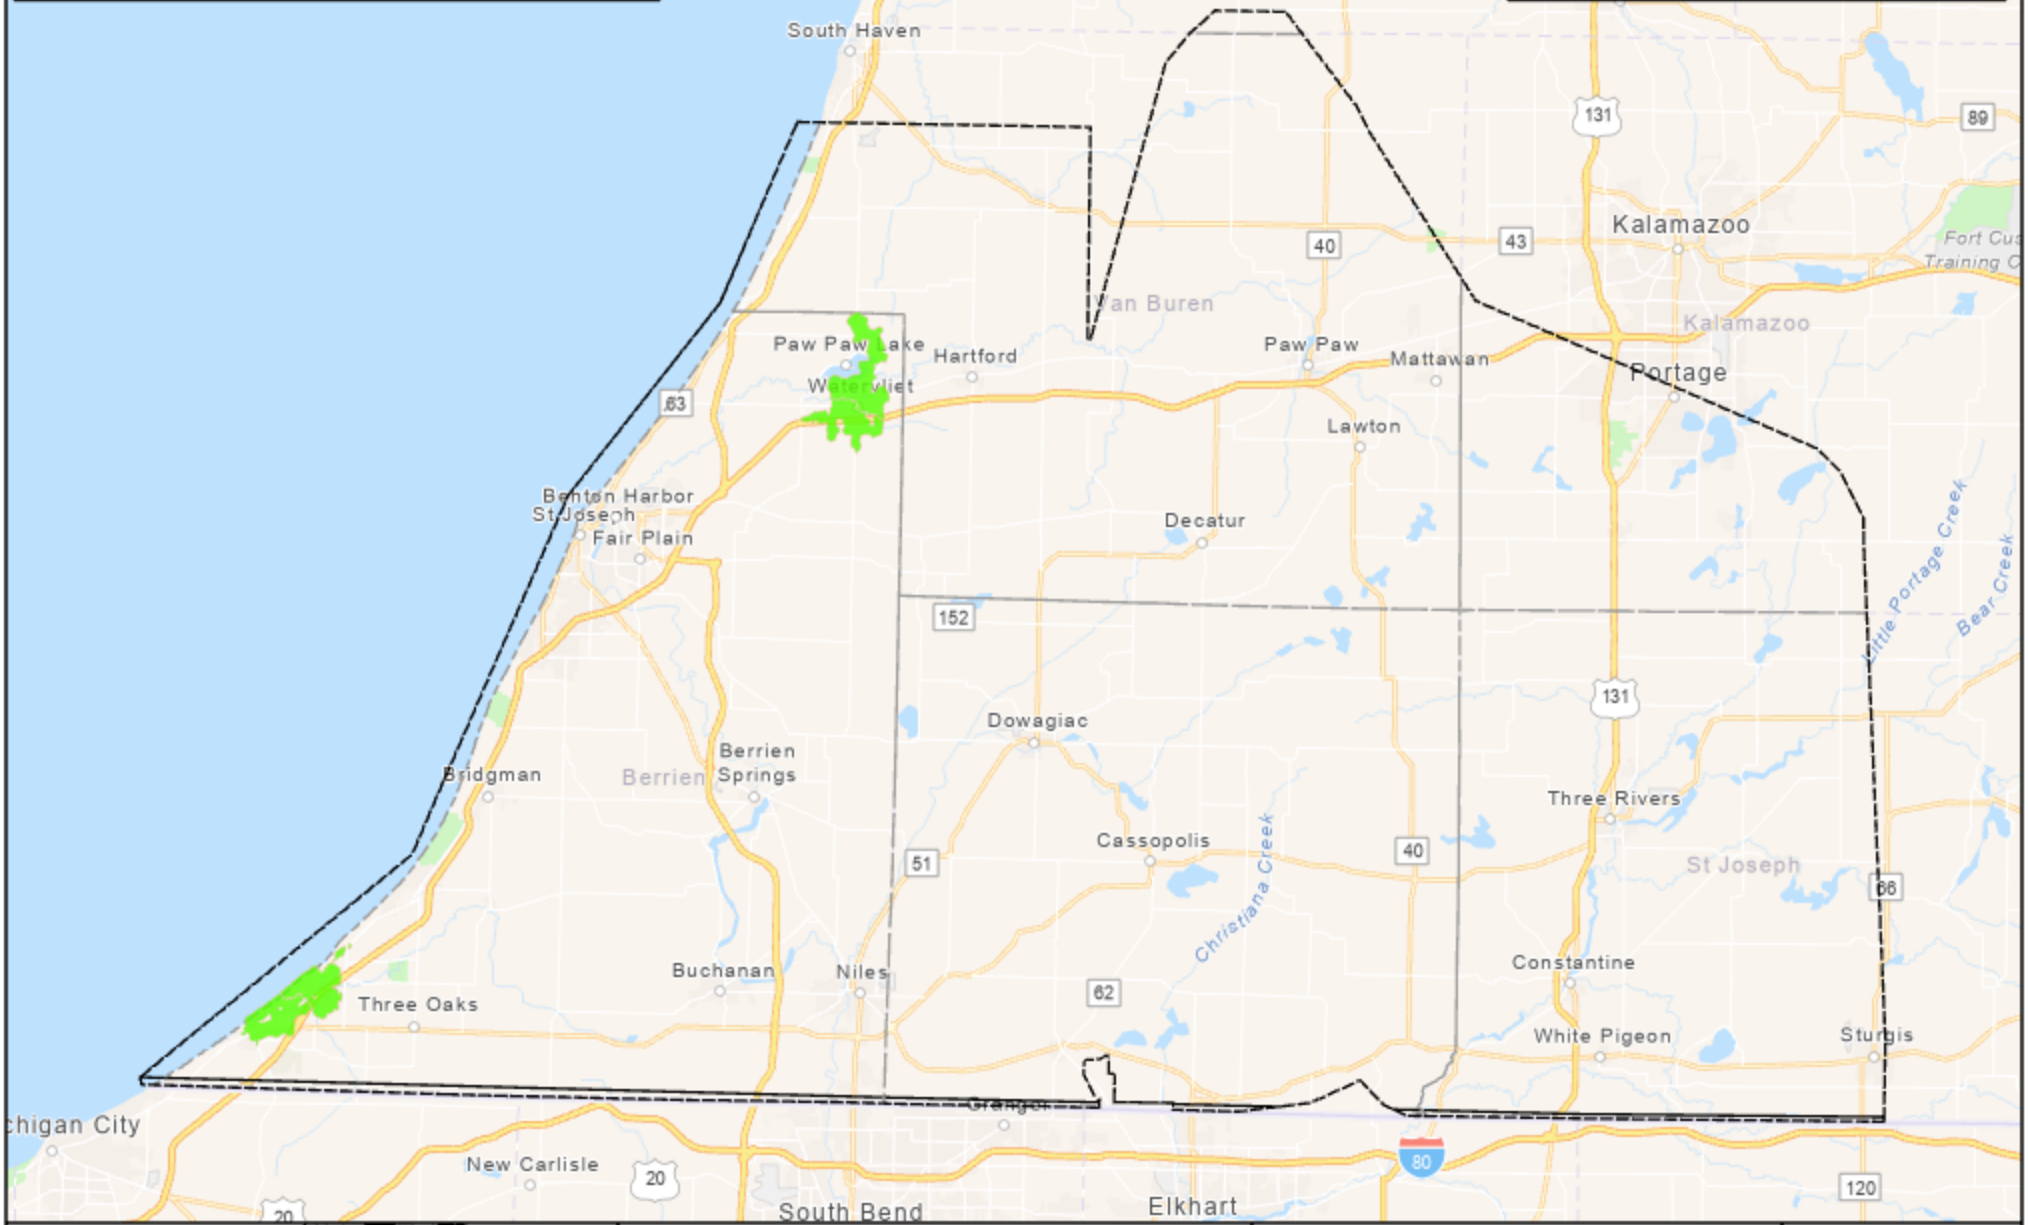 South Haven
131
89
Kalamazoo
40
43
Fort Cus
Training C
Van Buren
Kalamazoo
Paw Paw Lake
Hartford
Paw Paw
Mattawan
Watervliet
Portage
63
Lawton
Benton Harbor
St Joseph
Fair Plain
Decatur
Little Portage Creek
Bear Creek
152
131
Dowagiac
Berrien
Springs
Bridgman
Berrien
Three Rivers
Cassopolis
51
40
Christiana Creek
St Joseph
66
Buchanan
Niles
Constantine
62
Three Oaks
White Pigeon
Sturgis
Granger
chigan City
New Carlisle
20
80
120
20
South Bend
Elkhart